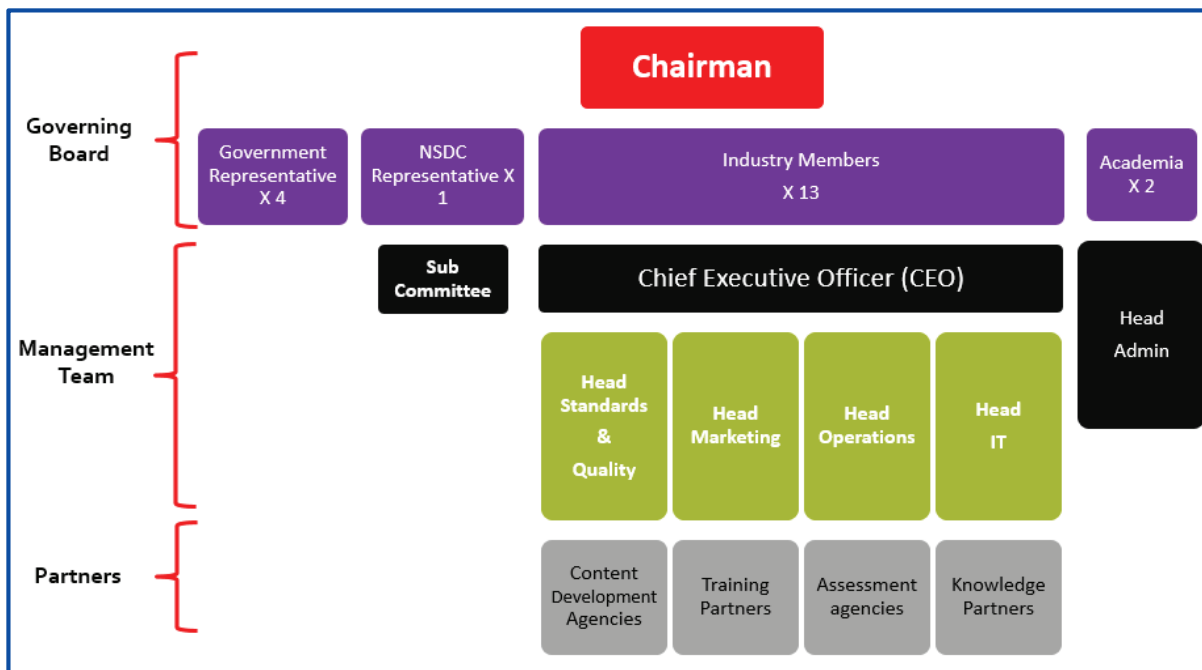 Chairman
Governing
Board
Government
Representative
X 4
NSDC
Representative X
1
Industry Members
X 13
Academia
X 2
Management
Team
Sub
Committee
Chief Executive Officer (CEO)
Head
Admin
Head
Standards
&
Quality
Head
Marketing
Head
Operations
Head
IT
Partners
Content
Development
Agencies
Training
Partners
Assessment
agencies
Knowledge
Partners